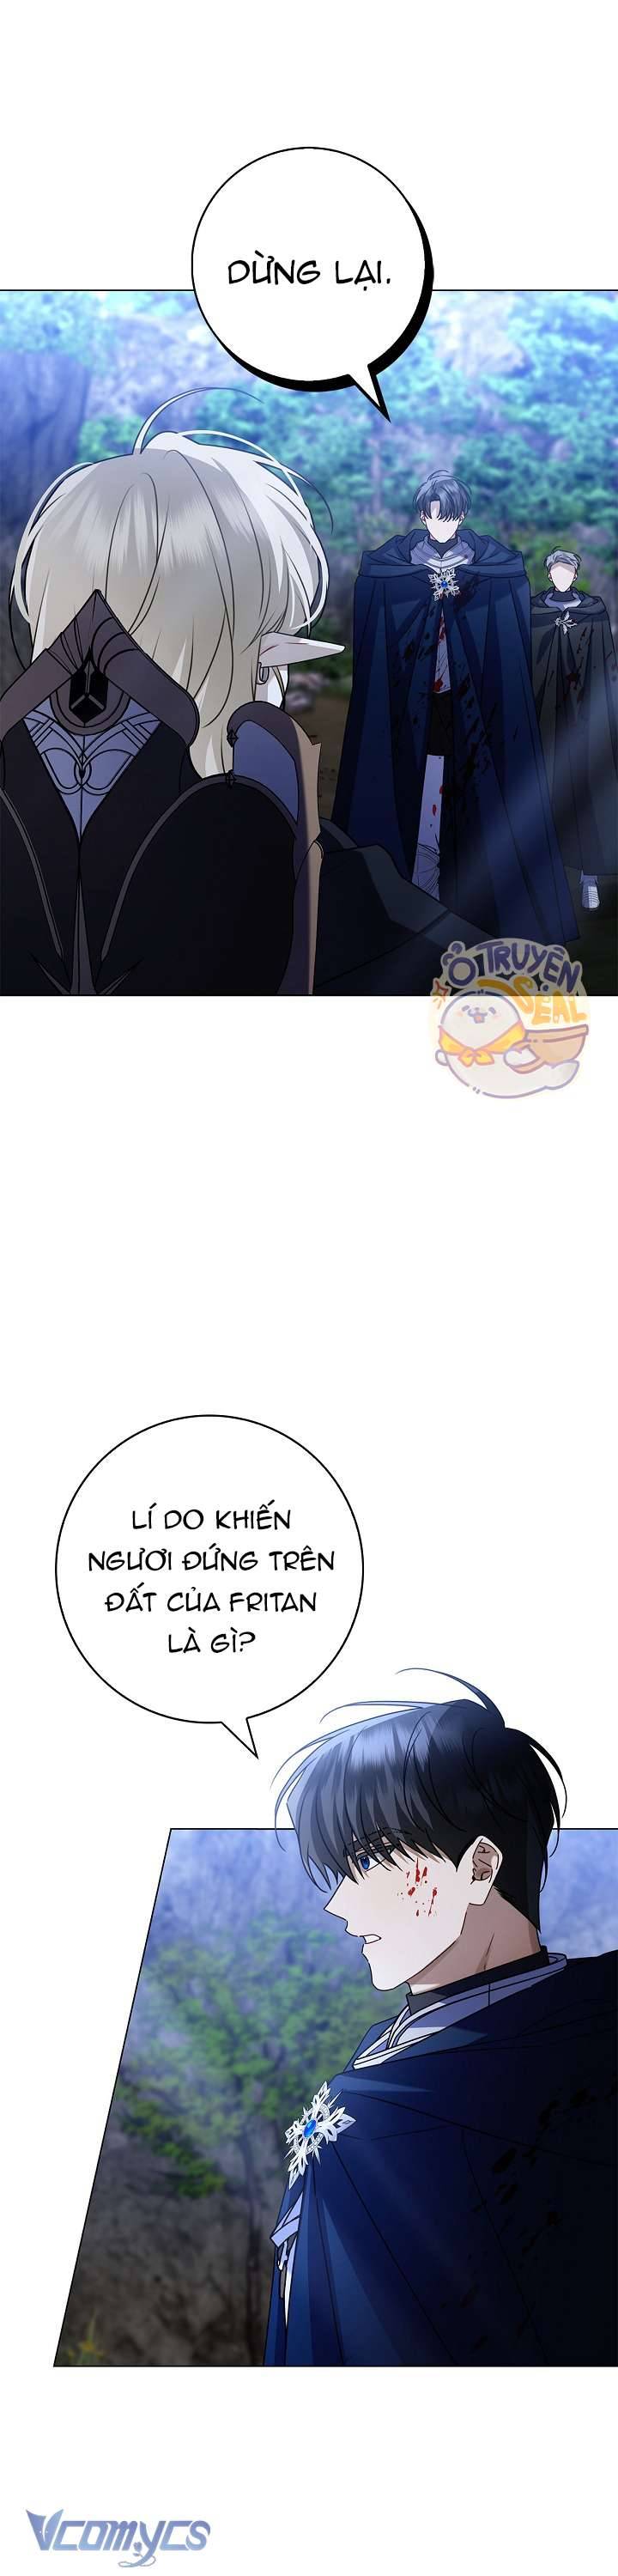 DỪNG LẠI.
Ổ TRUYỆN
SEAL
LÍ DO KHIẾN
NGƯƠI ĐỨNG TRÊN
ĐẤT CỦA FRITAN
LÀ GÌ?
VCOMYCS